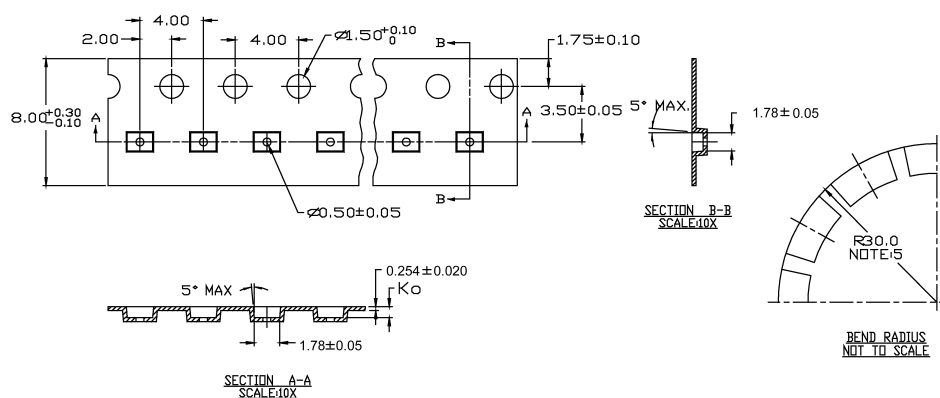 4.00
2.00
4.00
⌀1.50+0.10 0
B
1.75±0.10
8.00+0.30 -0.10
A
A
3.50±0.05
5° MAX.
1.78±0.05
⌀0.50±0.05
B
SECTION B-B
SCALE:10X
R30.0
NOTE:5
5° MAX
0.254±0.020
Ko
1.78±0.05
BEND RADIUS
NOT TO SCALE
SECTION A-A
SCALE:10X